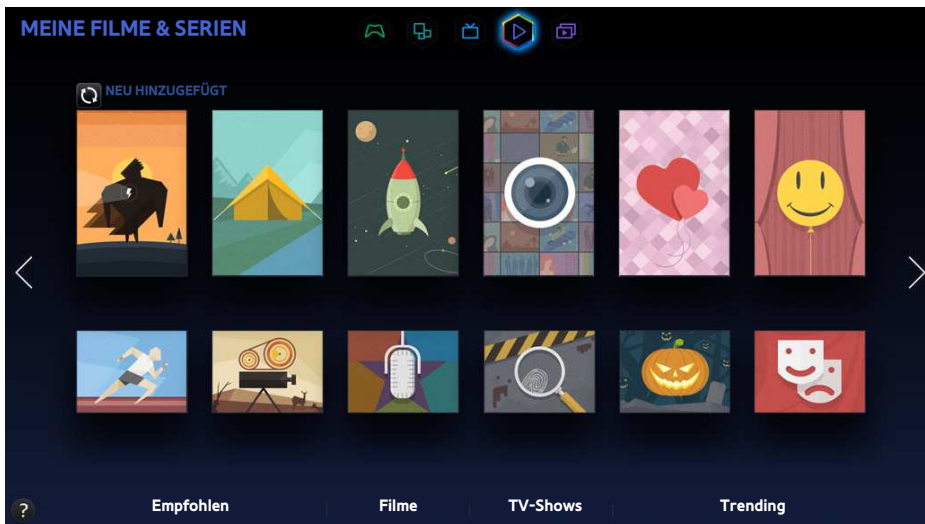 MEINE FILME & SERIEN
NEU HINZUGEFÜGT
? Empfohlen Filme TV-Shows Trending